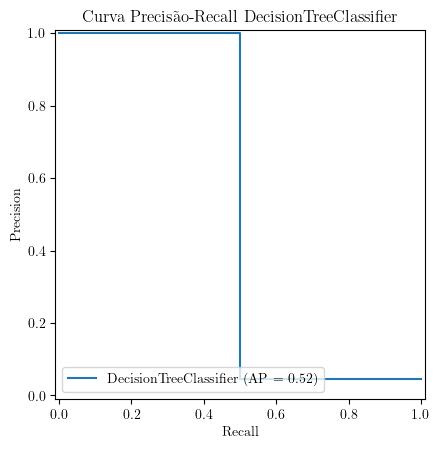 Curva Precisão-Recall DecisionTreeClassifier
1.0
0.8
0.6
0.4
0.2
0.0
Precision
DecisionTreeClassifier (AP = 0.52)
0.0 0.2 0.4 0.6 0.8 1.0
Recall